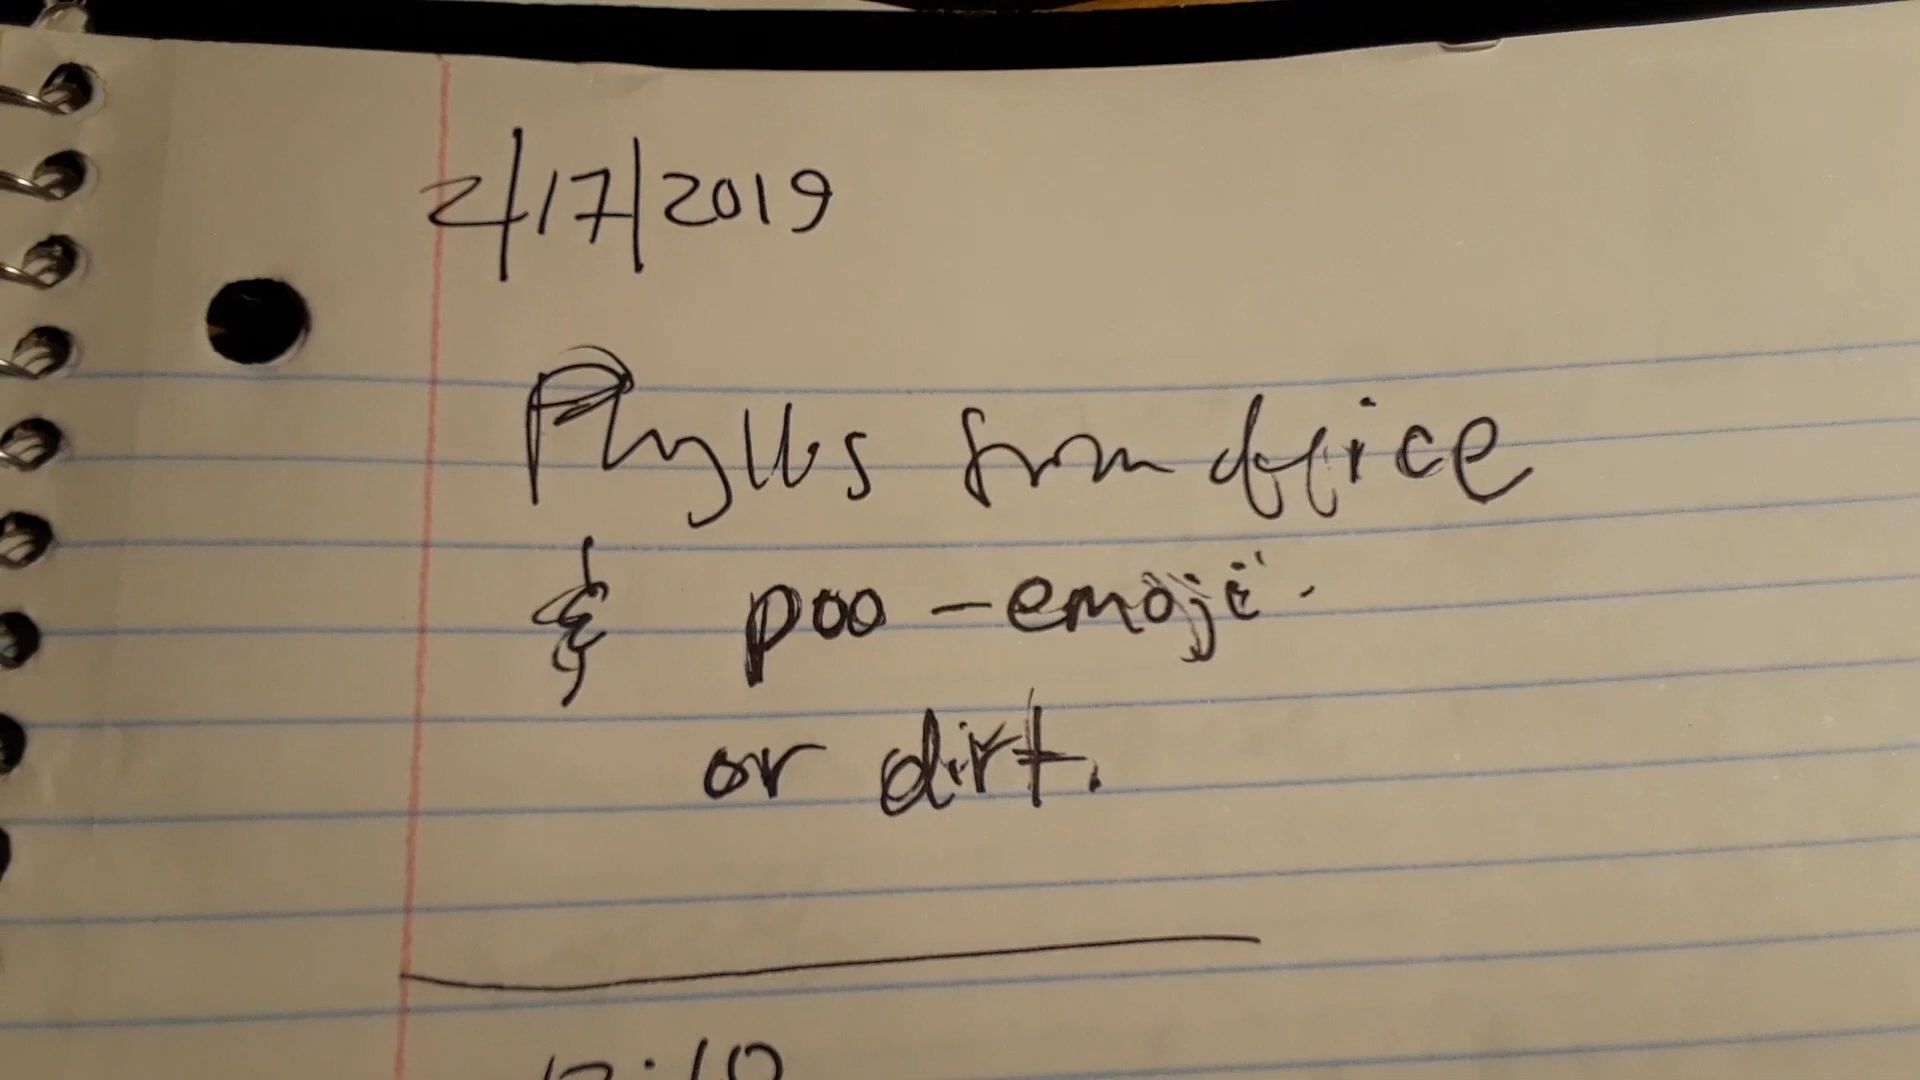 2/17/2019
Phyllis from office
& poo - emoji.
or dirt.